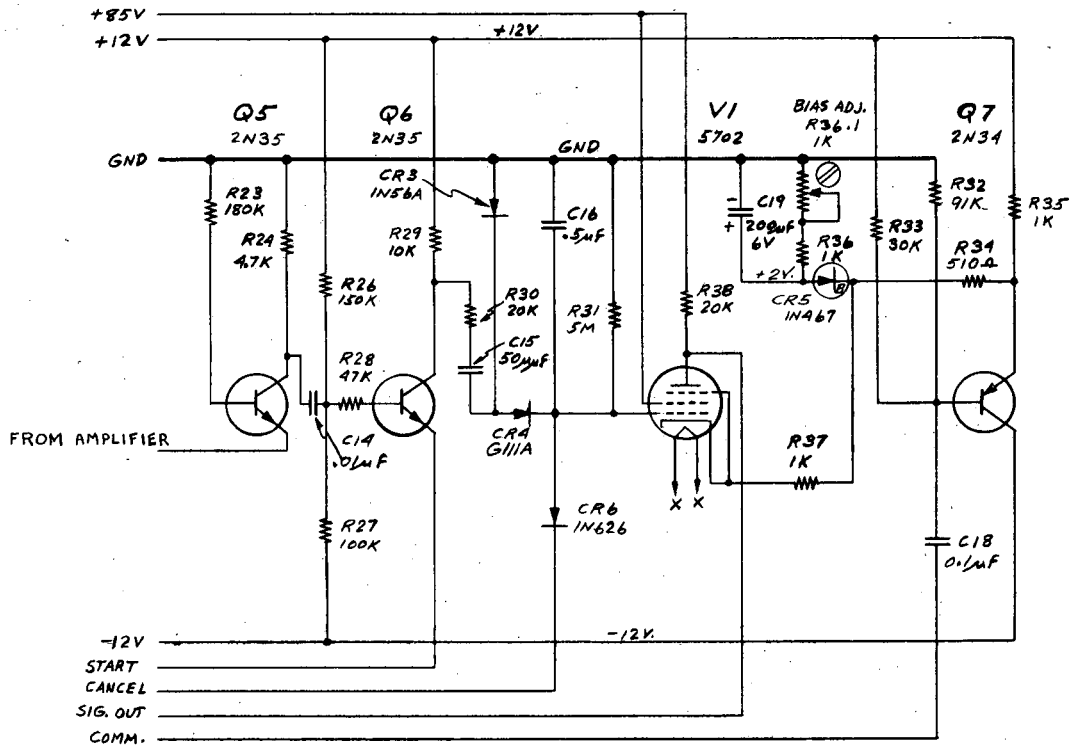 +85V
+12V
+12V
Q5
2N35
Q6
2N35
V1
5702
BIAS ADJ.
R36.1
1K
Q7
2N34
GND
GND
CR3
1N56A
R23
180K
R24
4.7K
R29
10K
C16
.5µF
C19
200µF
6V
-
+
R32
91K
R33
30K
R35
1K
R36
1K
R34
510Ω
+2V.
B
CR5
1N467
R26
150K
R30
20K
R31
5M
R38
20K
C15
50µµF
R28
47K
FROM AMPLIFIER
C14
.01µF
CR4
G111A
R37
1K
X X
CR6
1N626
R27
100K
C18
0.1µF
-12V
-12V.
START
CANCEL
SIG. OUT
COMM.